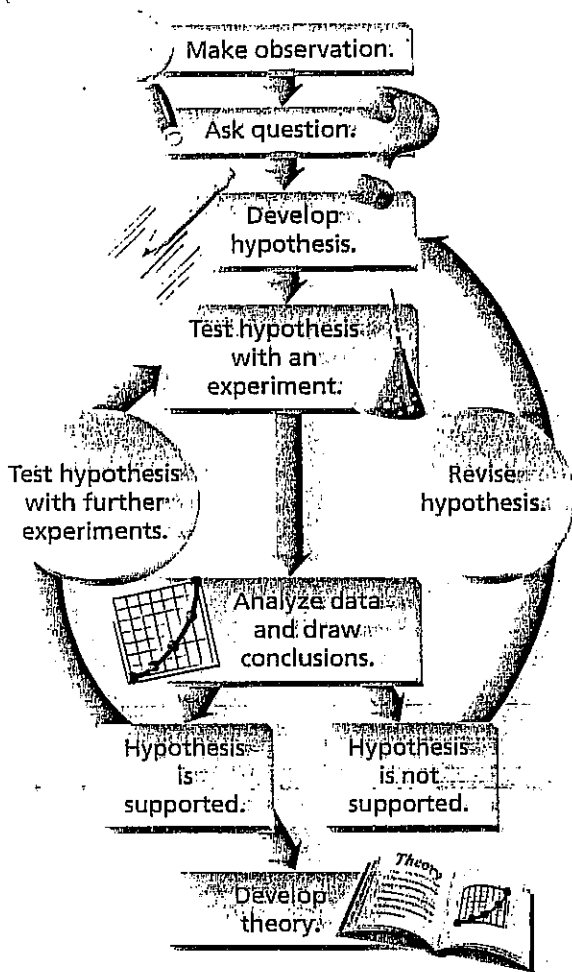 Make observation.
Ask question.
Develop
hypothesis.
Test hypothesis
with an
experiment.
Test hypothesis
with further
experiments.
Revise
hypothesis.
Analyze data
and draw
conclusions.
Hypothesis
is
supported.
Hypothesis
is not
supported.
Develop
theory.
Theory